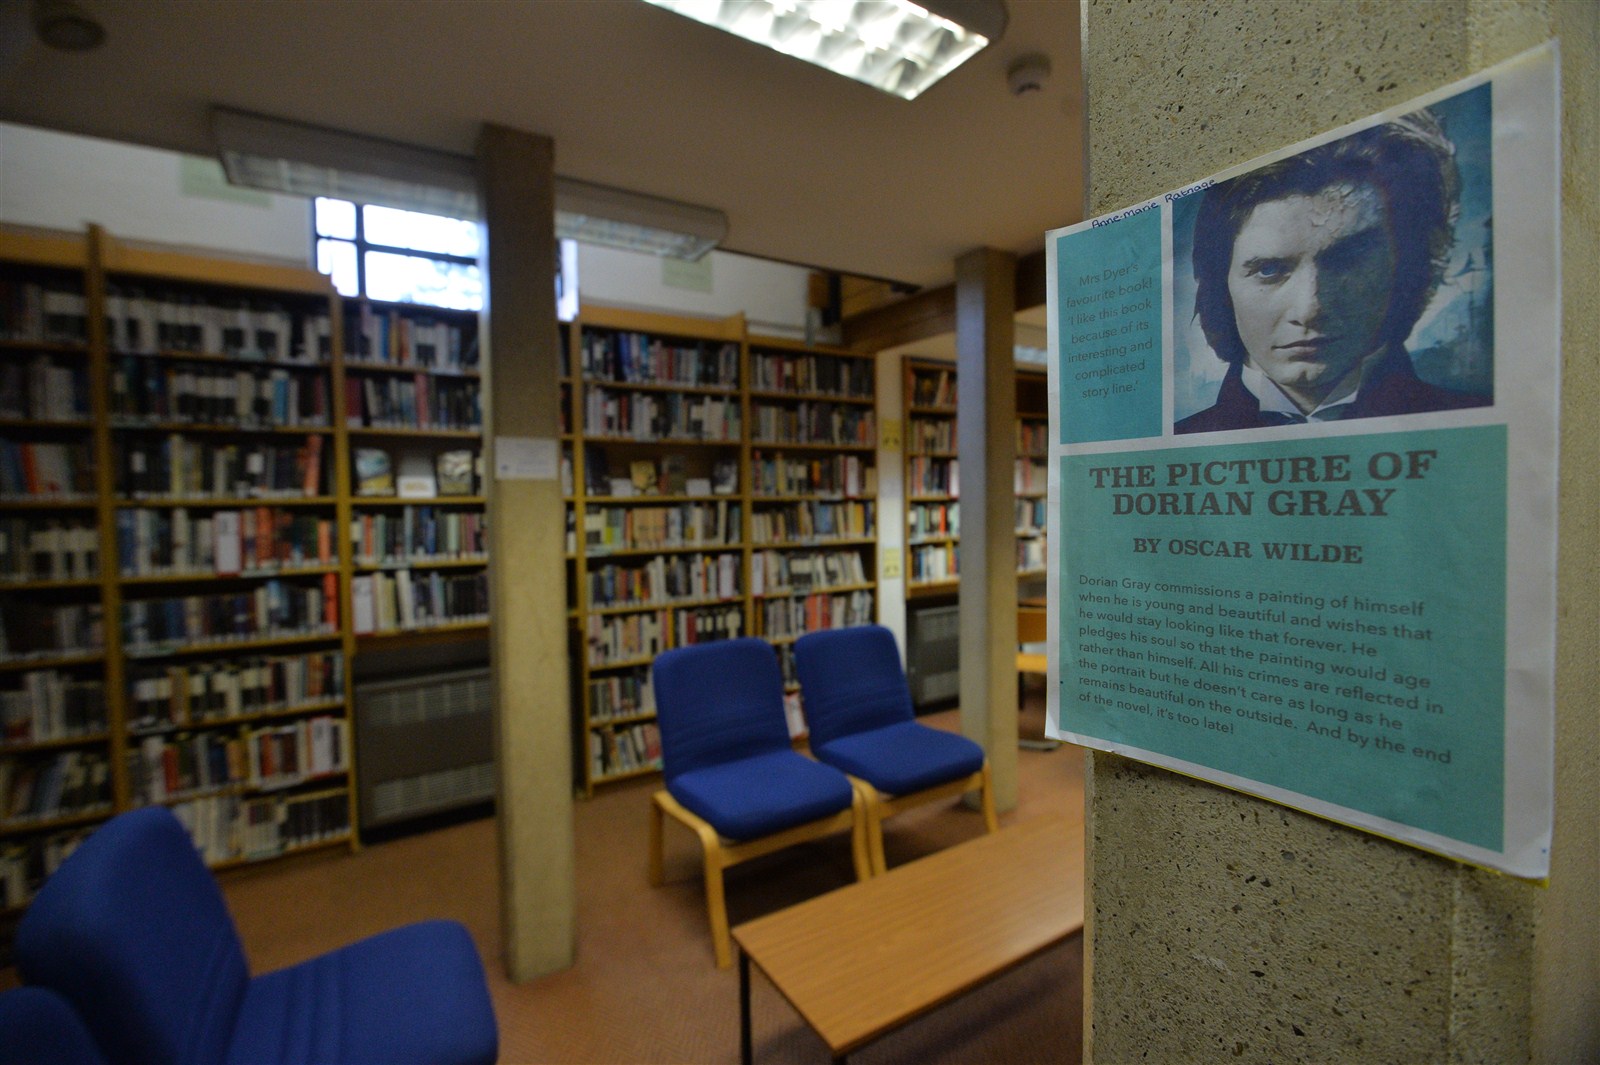 Anne-Marie Ratnage
Mrs Dyer's
favourite book!
'I like this book
because of its
interesting and
complicated
story line.'
THE PICTURE OF
DORIAN GRAY
BY OSCAR WILDE
Dorian Gray commissions a painting of himself
when he is young and beautiful and wishes that
he would stay looking like that forever. He
pledges his soul so that the painting would age
rather than himself. All his crimes are reflected in
the portrait but he doesn't care as long as he
remains beautiful on the outside. And by the end
of the novel, it's too late!